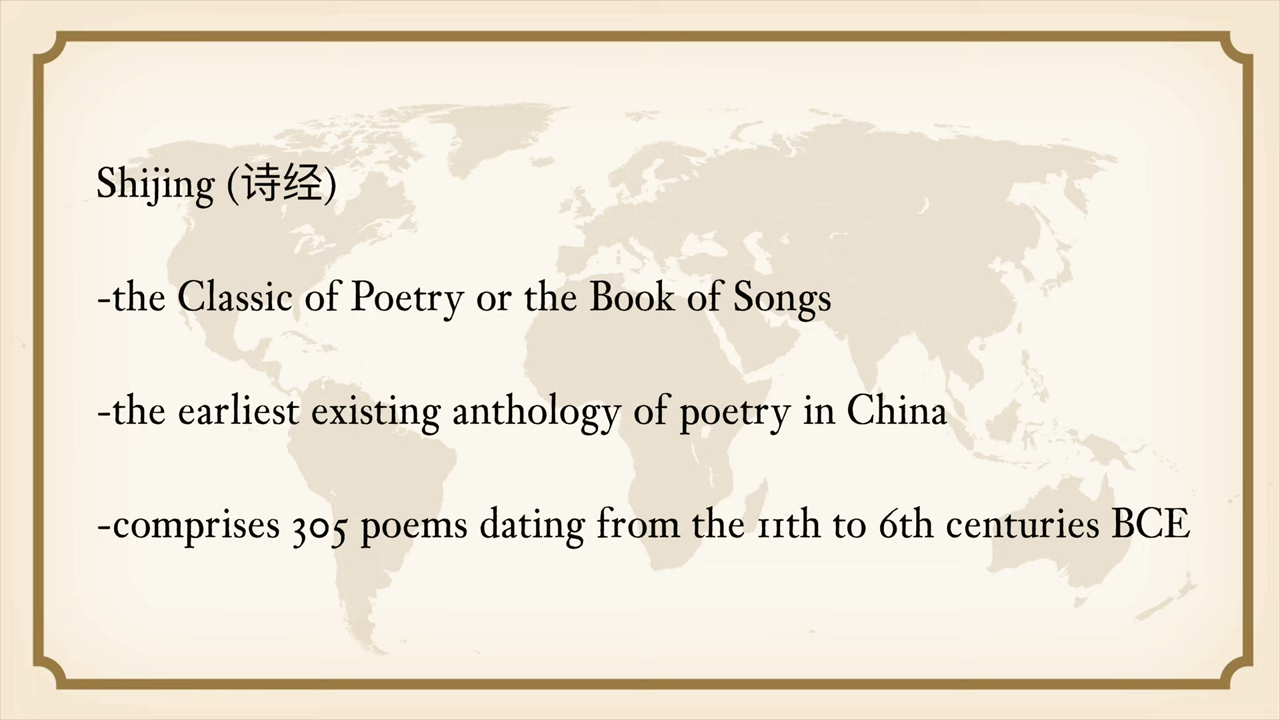 Shijing (诗经)
-the Classic of Poetry or the Book of Songs
-the earliest existing anthology of poetry in China
-comprises 305 poems dating from the 11th to 6th centuries BCE